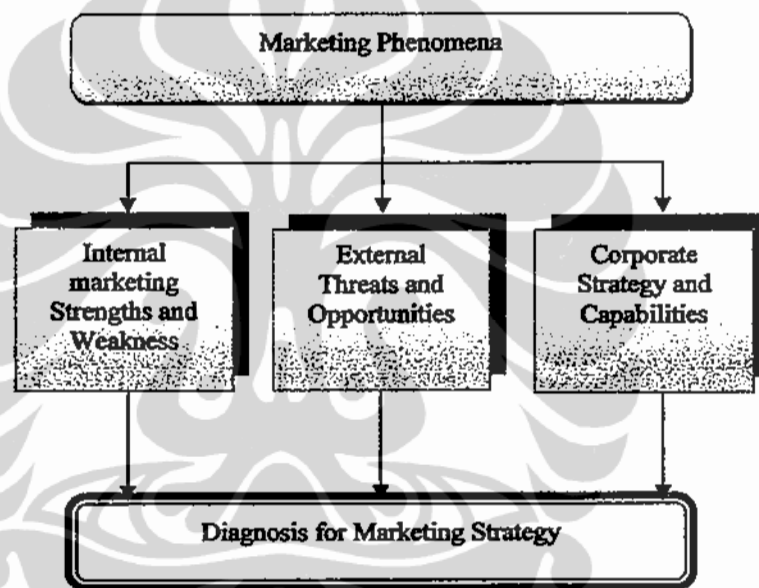 Marketing Phenomena
Internal
marketing
Strengths and
Weakness
External
Threats and
Opportunities
Corporate
Strategy and
Capabilities
Diagnosis for Marketing Strategy